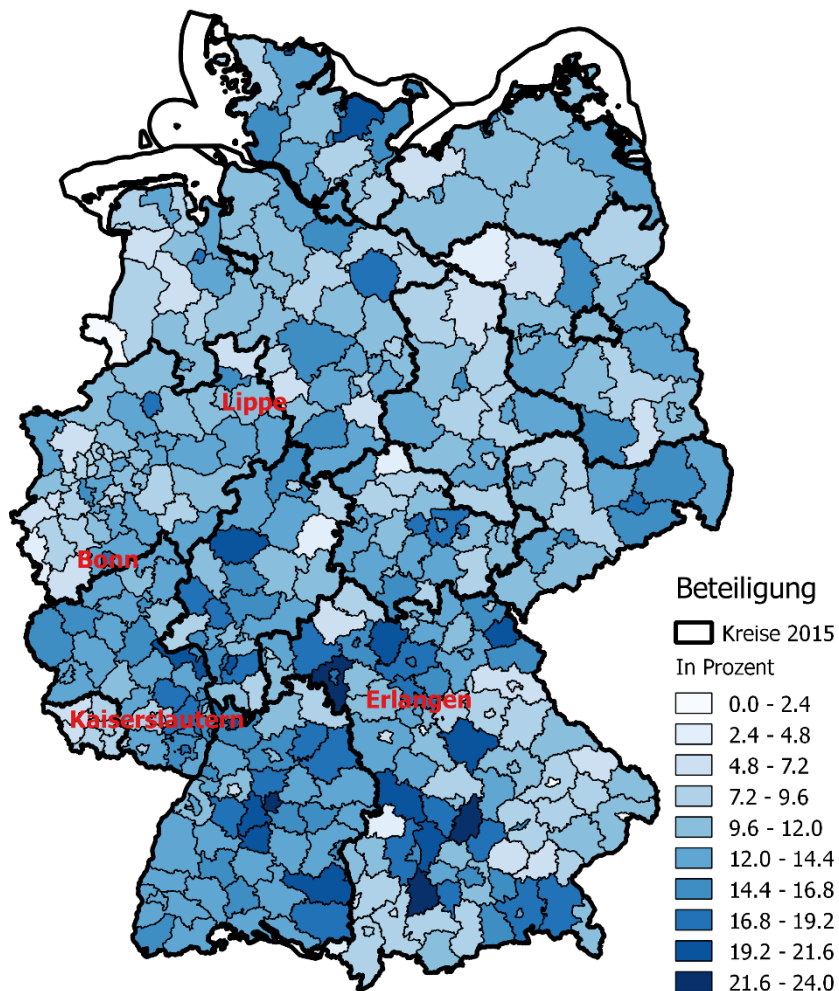 Lippe
Bonn
Kaiserslautern
Erlangen
Beteiligung
Kreise 2015
In Prozent
0.0 - 2.4
2.4 - 4.8
4.8 - 7.2
7.2 - 9.6
9.6 - 12.0
12.0 - 14.4
14.4 - 16.8
16.8 - 19.2
19.2 - 21.6
21.6 - 24.0